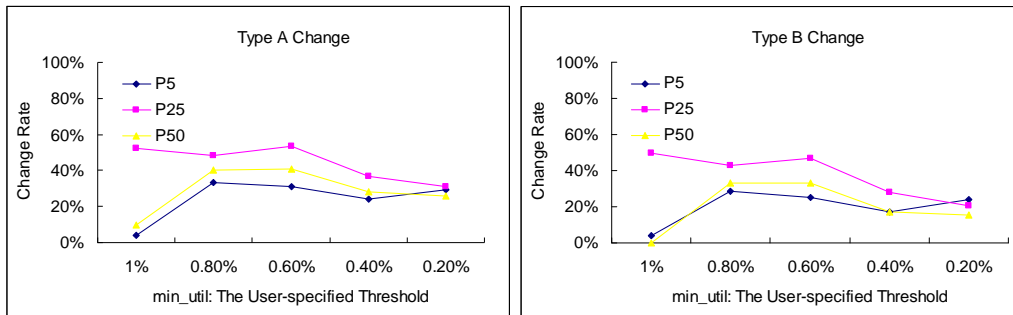 Type A Change
100%
80%
60%
40%
20%
0%
Change Rate
P5
P25
P50
1% 0.80% 0.60% 0.40% 0.20%
min_util: The User-specified Threshold
Type B Change
100%
80%
60%
40%
20%
0%
Change Rate
P5
P25
P50
1% 0.80% 0.60% 0.40% 0.20%
min_util: The User-specified Threshold